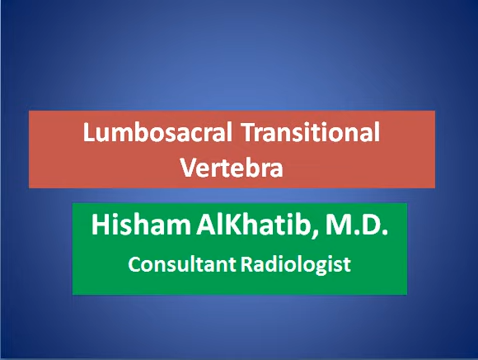 Lumbosacral Transitional
Vertebra
Hisham AlKhatib, M.D.
Consultant Radiologist